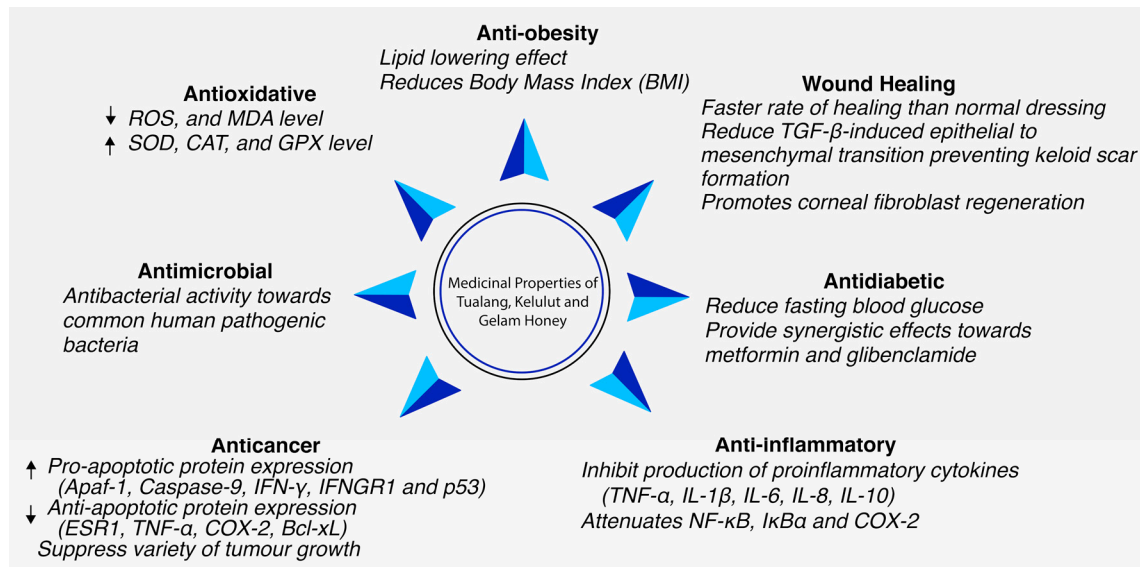 Anti-obesity
Lipid lowering effect
Reduces Body Mass Index (BMI)
Antioxidative
↓ ROS, and MDA level
↑ SOD, CAT, and GPX level
Wound Healing
Faster rate of healing than normal dressing
Reduce TGF-β-induced epithelial to
mesenchymal transition preventing keloid scar
formation
Promotes corneal fibroblast regeneration
Medicinal Properties of
Tualang, Kelulut and
Gelam Honey
Antimicrobial
Antibacterial activity towards
common human pathogenic
bacteria
Antidiabetic
Reduce fasting blood glucose
Provide synergistic effects towards
metformin and glibenclamide
Anticancer
↑ Pro-apoptotic protein expression
(Apaf-1, Caspase-9, IFN-γ, IFNGR1 and p53)
↓ Anti-apoptotic protein expression
(ESR1, TNF-α, COX-2, Bcl-xL)
Suppress variety of tumour growth
Anti-inflammatory
Inhibit production of proinflammatory cytokines
(TNF-α, IL-1β, IL-6, IL-8, IL-10)
Attenuates NF-κB, IκBα and COX-2